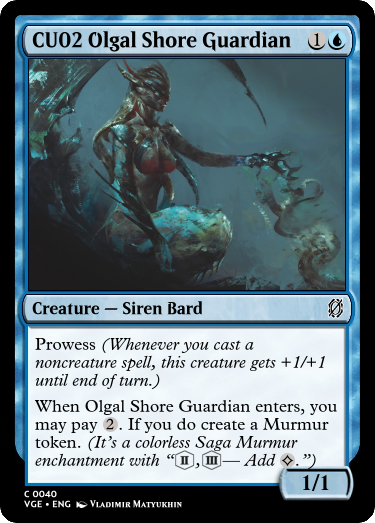 CU02 Olgal Shore Guardian 1
Creature — Siren Bard
Prowess (Whenever you cast a
noncreature spell, this creature gets +1/+1
until end of turn.)
When Olgal Shore Guardian enters, you
may pay 2. If you do create a Murmur
token. (It's a colorless Saga Murmur
enchantment with “II, III— Add .”)
1/1
C 0040
VGE • ENG Vladimir Matyukhin